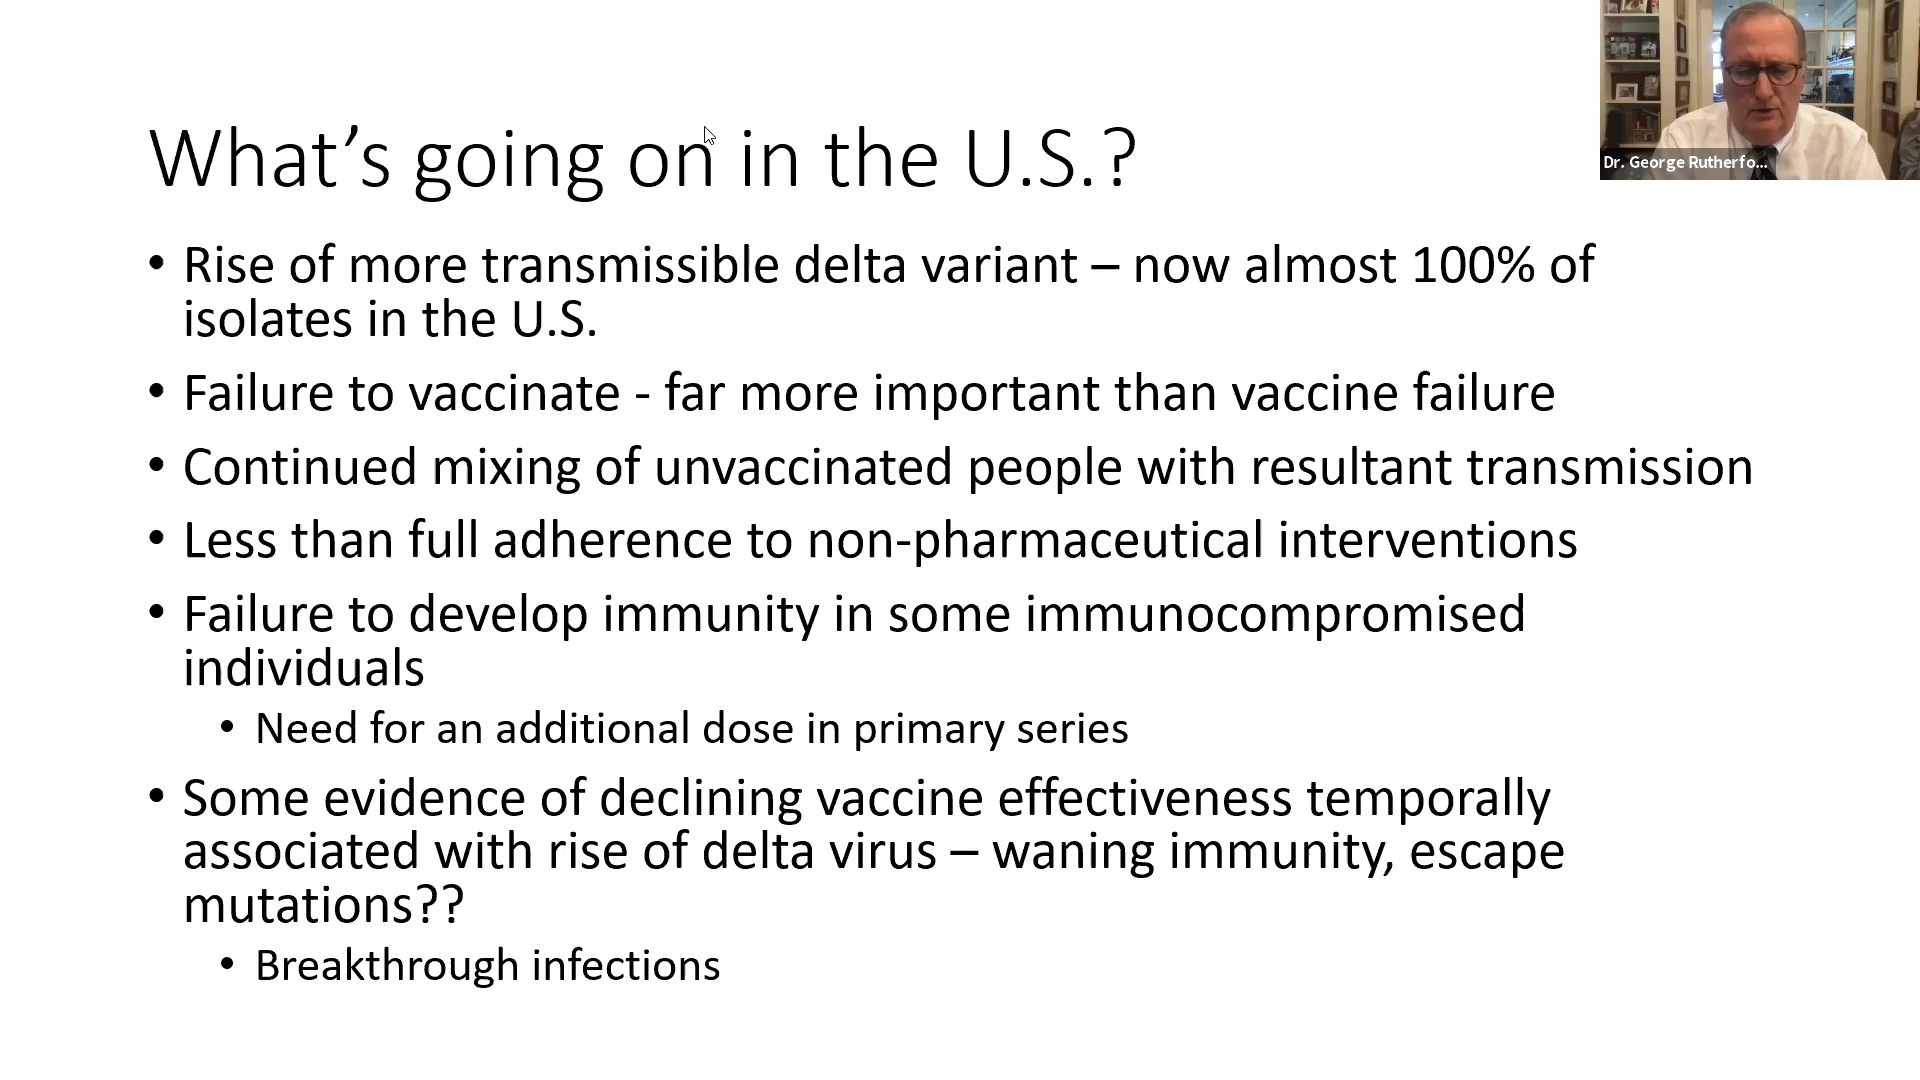 What’s going on in the U.S.?
Dr. George Rutherfo...
• Rise of more transmissible delta variant – now almost 100% of
isolates in the U.S.
• Failure to vaccinate - far more important than vaccine failure
• Continued mixing of unvaccinated people with resultant transmission
• Less than full adherence to non-pharmaceutical interventions
• Failure to develop immunity in some immunocompromised
individuals
• Need for an additional dose in primary series
• Some evidence of declining vaccine effectiveness temporally
associated with rise of delta virus – waning immunity, escape
mutations??
• Breakthrough infections